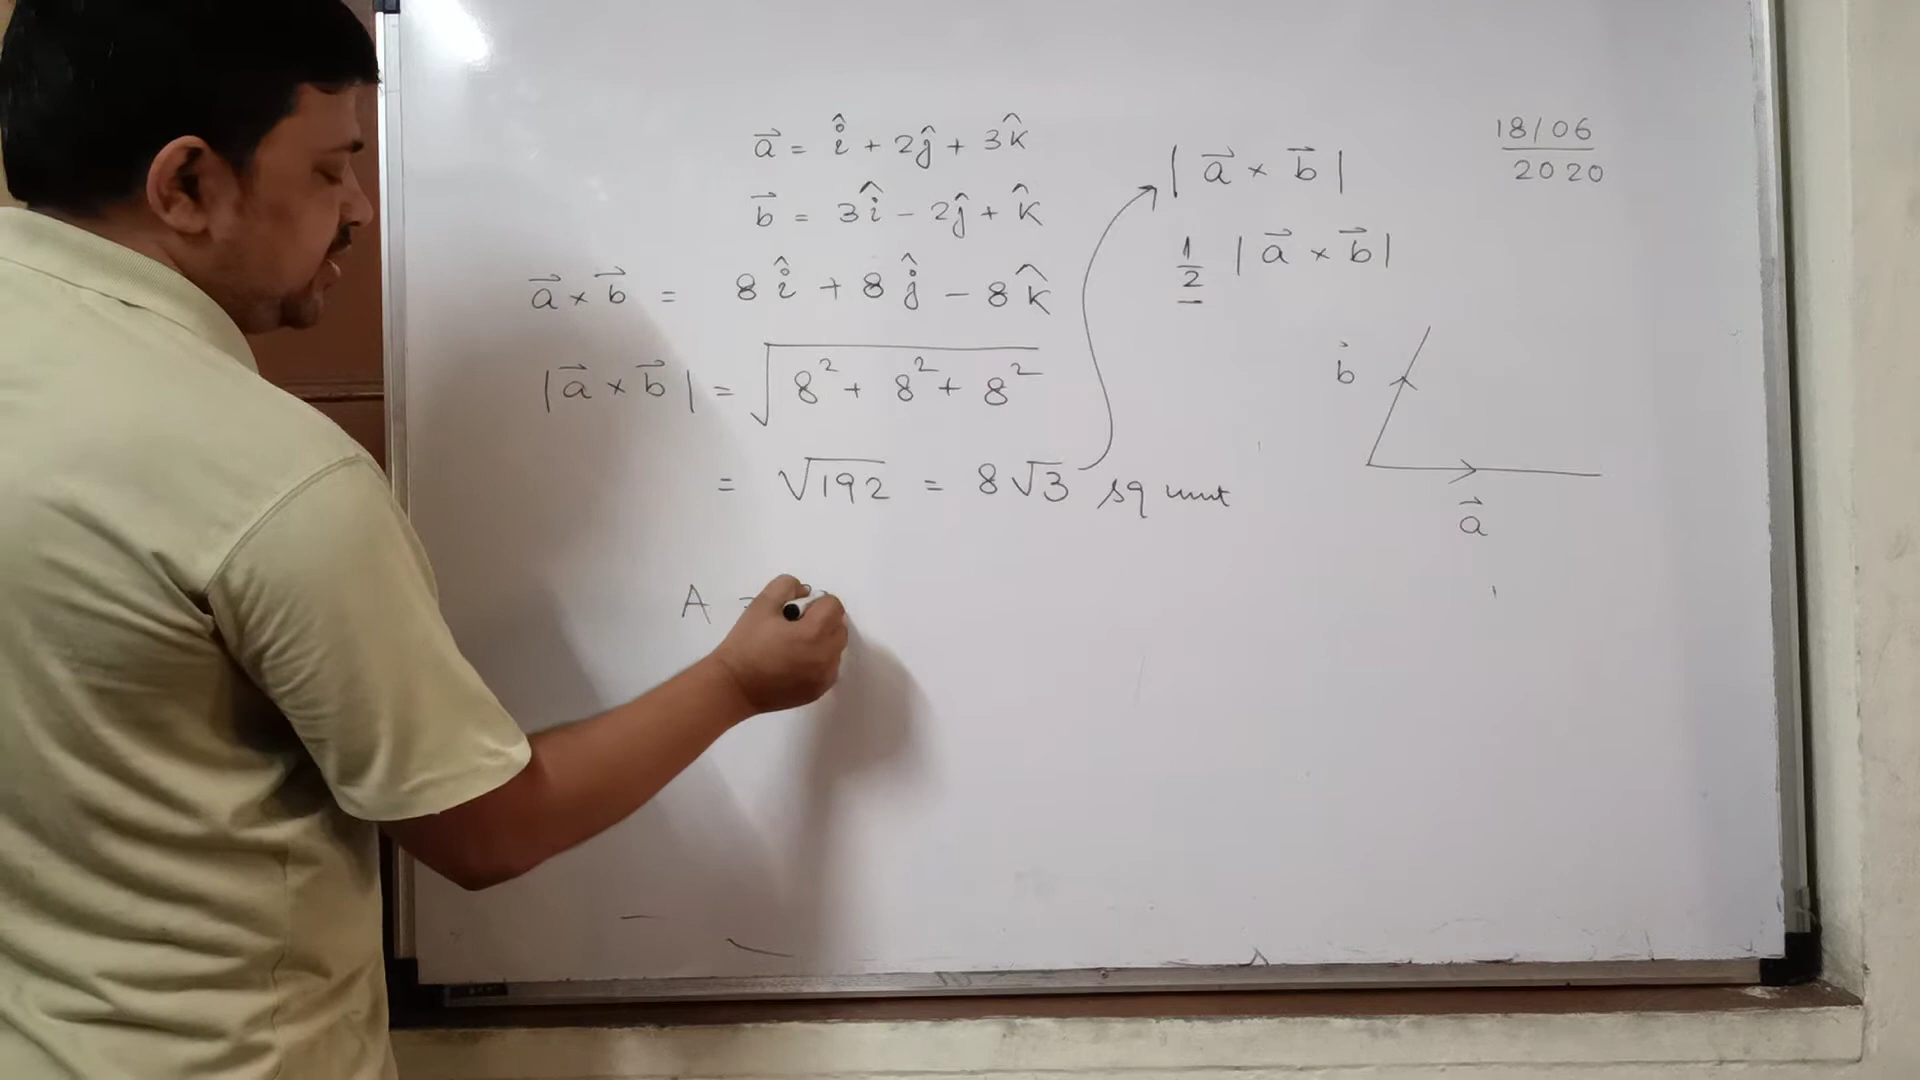 a⃗ = î + 2ĵ + 3k̂
b⃗ = 3î - 2ĵ + k̂
a⃗ × b⃗ = 8î + 8ĵ - 8k̂
|a⃗ × b⃗| = √(8² + 8² + 8²)
= √192 = 8√3 sq unit
A =
|a⃗ × b⃗|
1/2 |a⃗ × b⃗|
b⃗
a⃗
18/06
2020